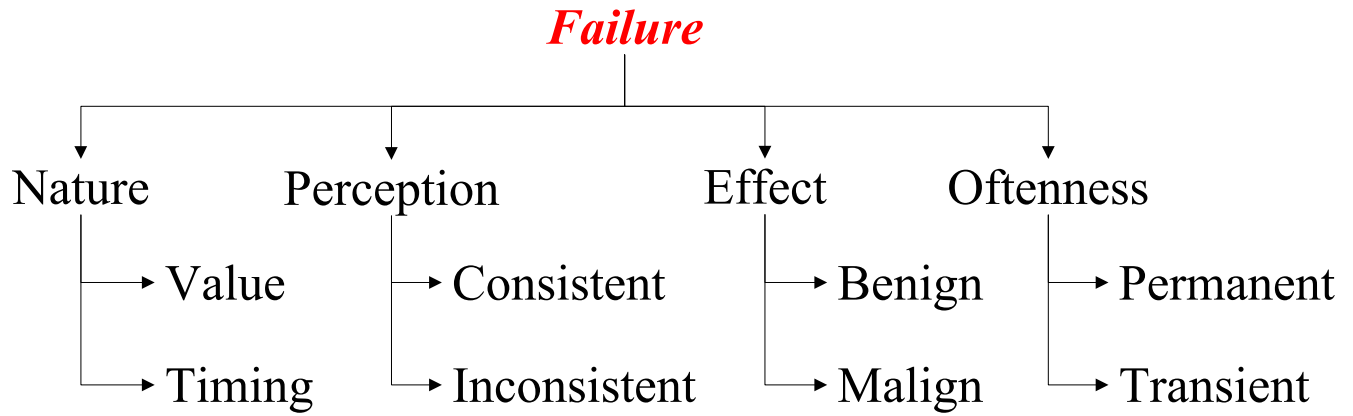 Failure
Nature Perception Effect Oftenness
Value Consistent Benign Permanent
Timing Inconsistent Malign Transient